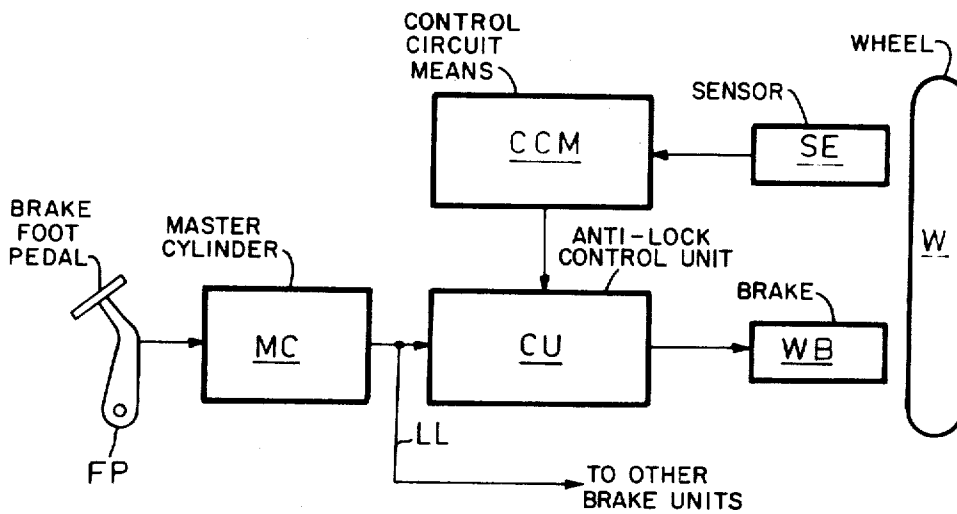 CONTROL
CIRCUIT
MEANS
WHEEL
SENSOR
CCM
SE
BRAKE
FOOT
PEDAL
MASTER
CYLINDER
ANTI-LOCK
CONTROL UNIT
W
BRAKE
MC
CU
WB
LL
FP
TO OTHER
BRAKE UNITS